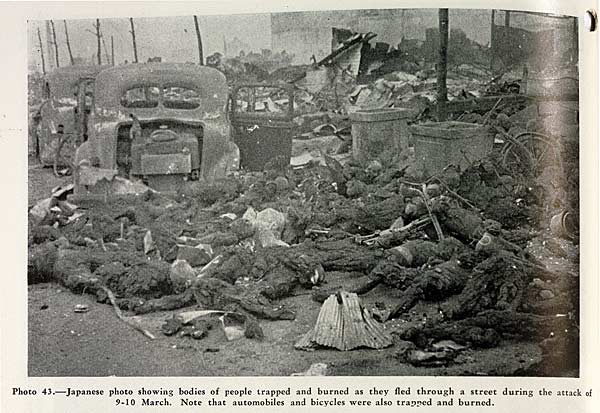 Photo 43.—Japanese photo showing bodies of people trapped and burned as they fled through a street during the attack of
9-10 March. Note that automobiles and bicycles were also trapped and burned.